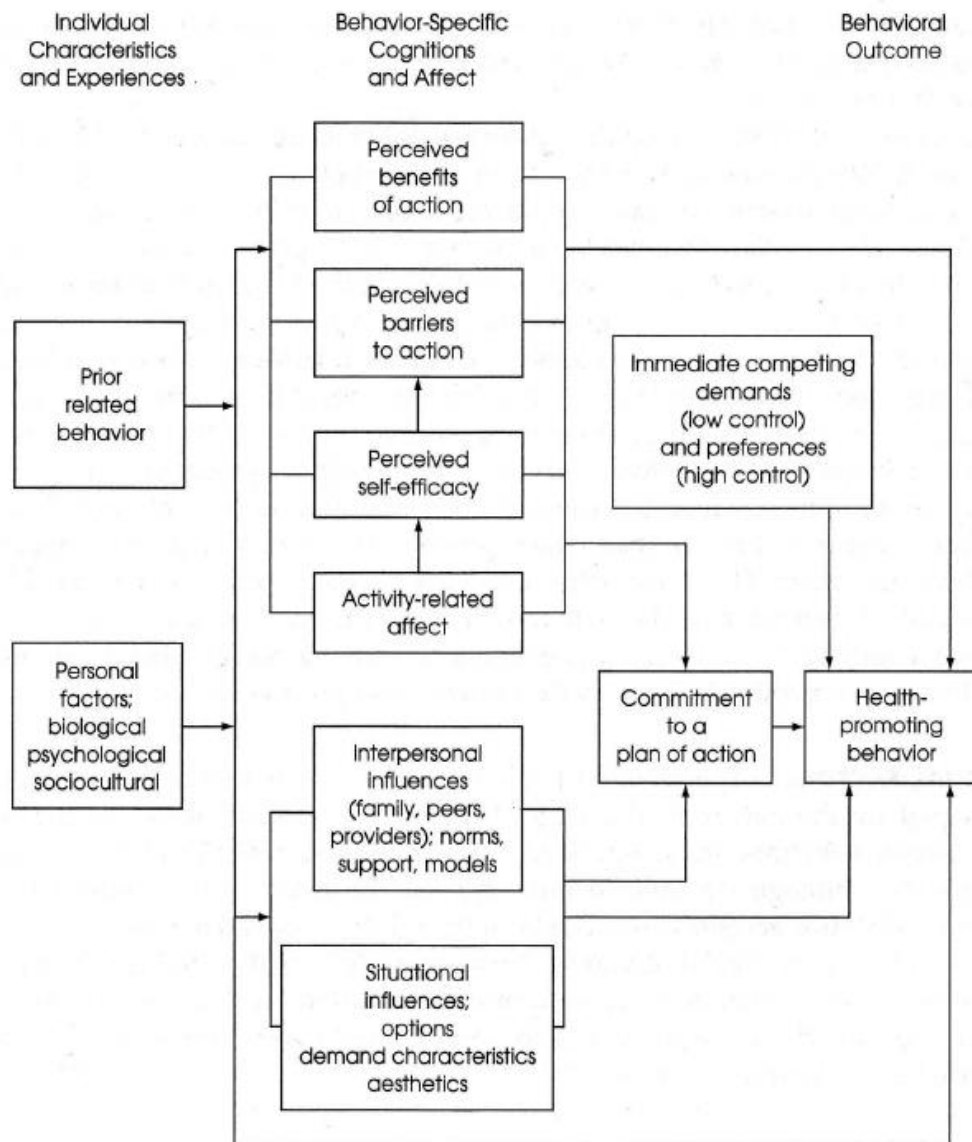 Individual
Characteristics
and Experiences
Behavior-Specific
Cognitions
and Affect
Behavioral
Outcome
Perceived
benefits
of action
Perceived
barriers
to action
Prior
related
behavior
Immediate competing
demands
(low control)
and preferences
(high control)
Perceived
self-efficacy
Activity-related
affect
Personal
factors;
biological
psychological
sociocultural
Commitment
to a
plan of action
Health-
promoting
behavior
Interpersonal
influences
(family, peers,
providers); norms,
support, models
Situational
influences;
options
demand characteristics
aesthetics